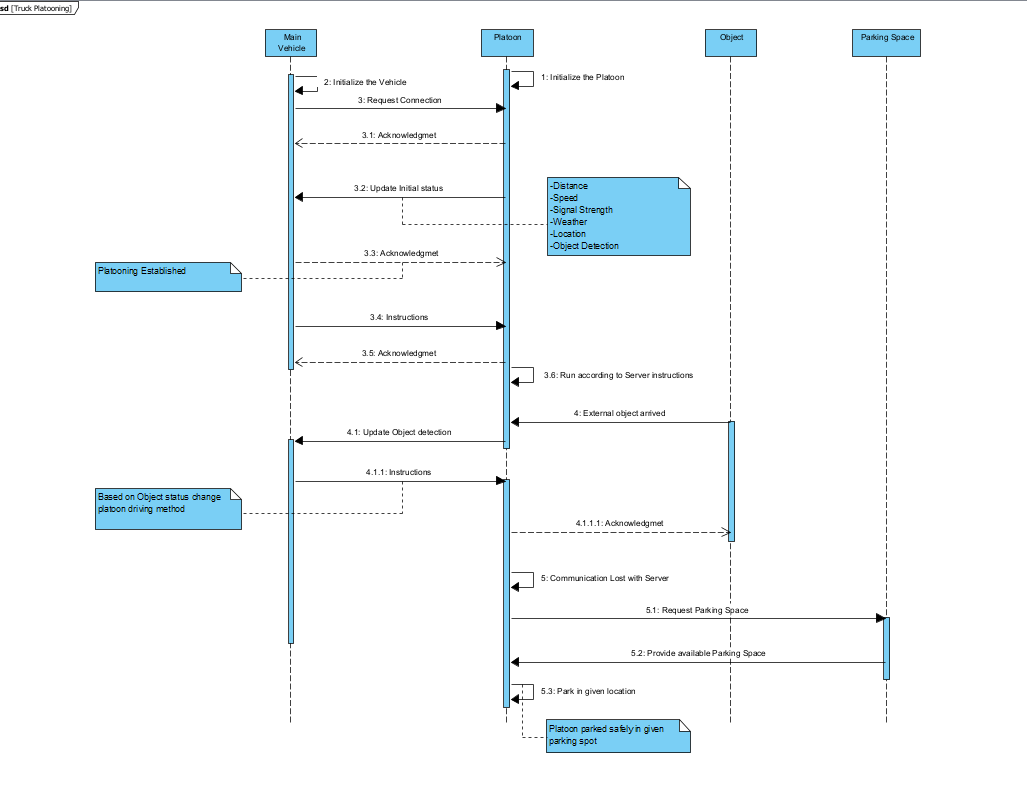 sd [Truck Platooning]
Main
Vehicle
Platoon
Object
Parking Space
1: Initialize the Platoon
2: Initialize the Vehicle
3: Request Connection
3.1: Acknowledgmet
3.2: Update Initial status
-Distance
-Speed
-Signal Strength
-Weather
-Location
-Object Detection
3.3: Acknowledgmet
Platooning Established
3.4: Instructions
3.5: Acknowledgmet
3.6: Run according to Server instructions
4: External object arrived
4.1: Update Object detection
4.1.1: Instructions
Based on Object status change
platoon driving method
4.1.1.1: Acknowledgmet
5: Communication Lost with Server
5.1: Request Parking Space
5.2: Provide available Parking Space
5.3: Park in given location
Platoon parked safely in given
parking spot